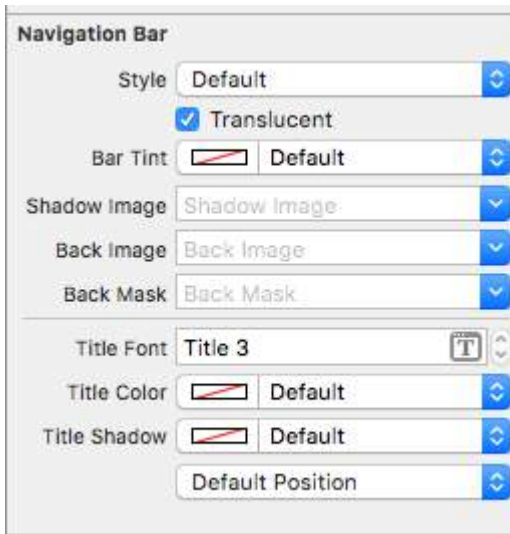 Navigation Bar
Style Default
Translucent
Bar Tint Default
Shadow Image Shadow Image
Back Image Back Image
Back Mask Back Mask
Title Font Title 3 T
Title Color Default
Title Shadow Default
Default Position